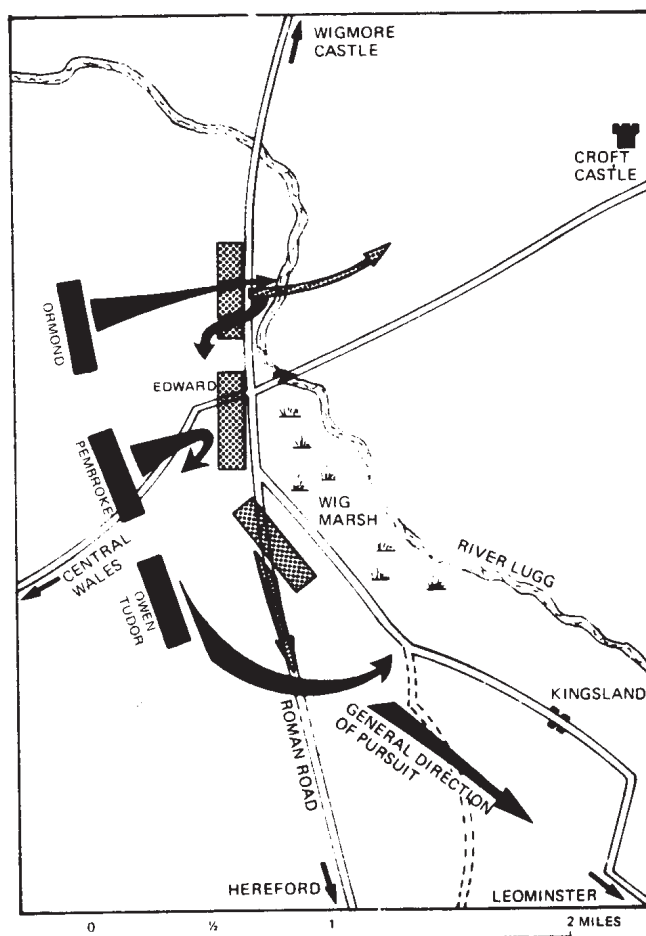 WIGMORE
CASTLE
CROFT
CASTLE
ORMOND
EDWARD
PEMBROKE
WIG
MARSH
RIVER LUGG
CENTRAL
WALES
OWEN
TUDOR
KINGSLAND
ROMAN ROAD
GENERAL DIRECTION
OF PURSUIT
HEREFORD
LEOMINSTER
0 ½ 1 2 MILES